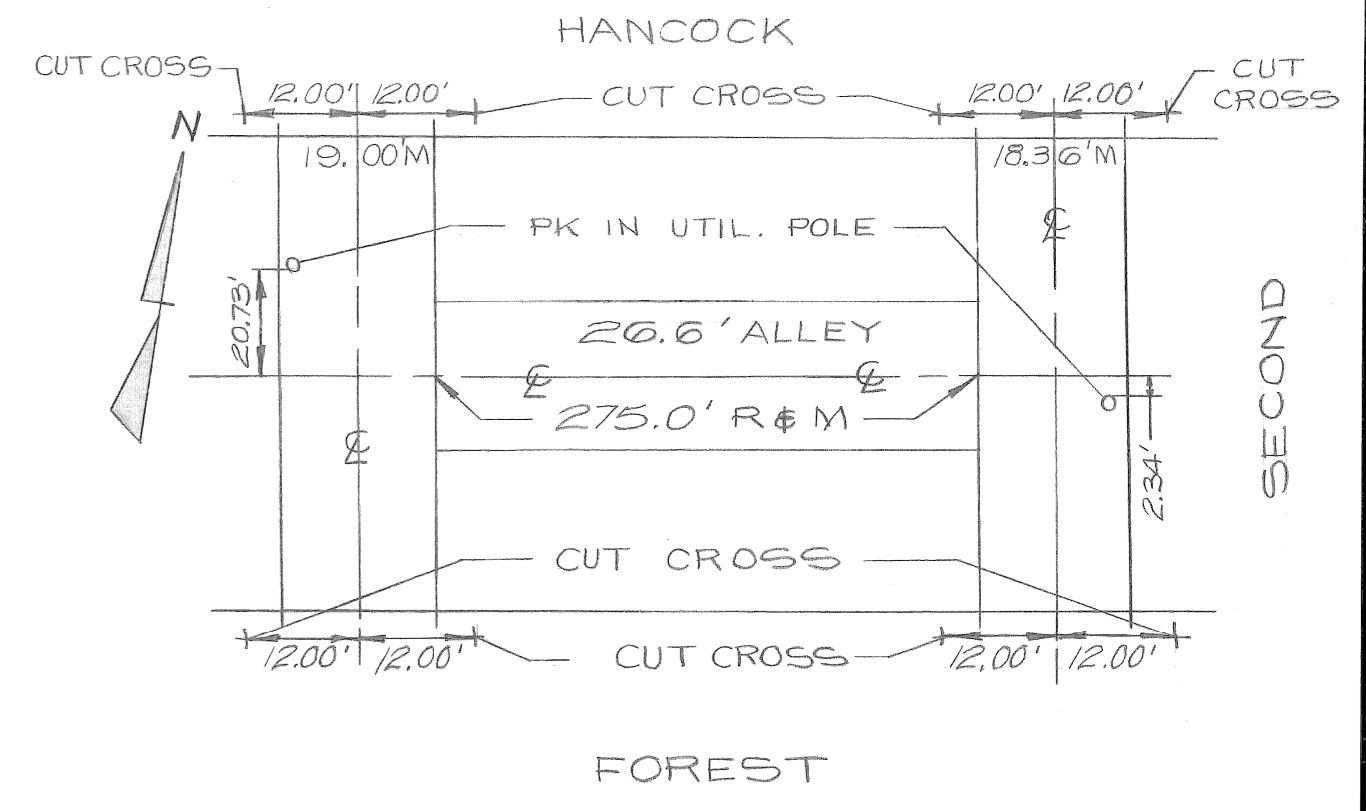 HANCOCK
CUT CROSS
12.00' 12.00'
CUT CROSS
12.00' 12.00'
CUT
CROSS
N
19.00'M
18.36'M
PK IN UTIL. POLE
℄
20.73'
26.6' ALLEY
℄ ℄
275.0' R & M
℄
2.34'
SECOND
CUT CROSS
12.00' 12.00'
CUT CROSS
12.00' 12.00'
FOREST